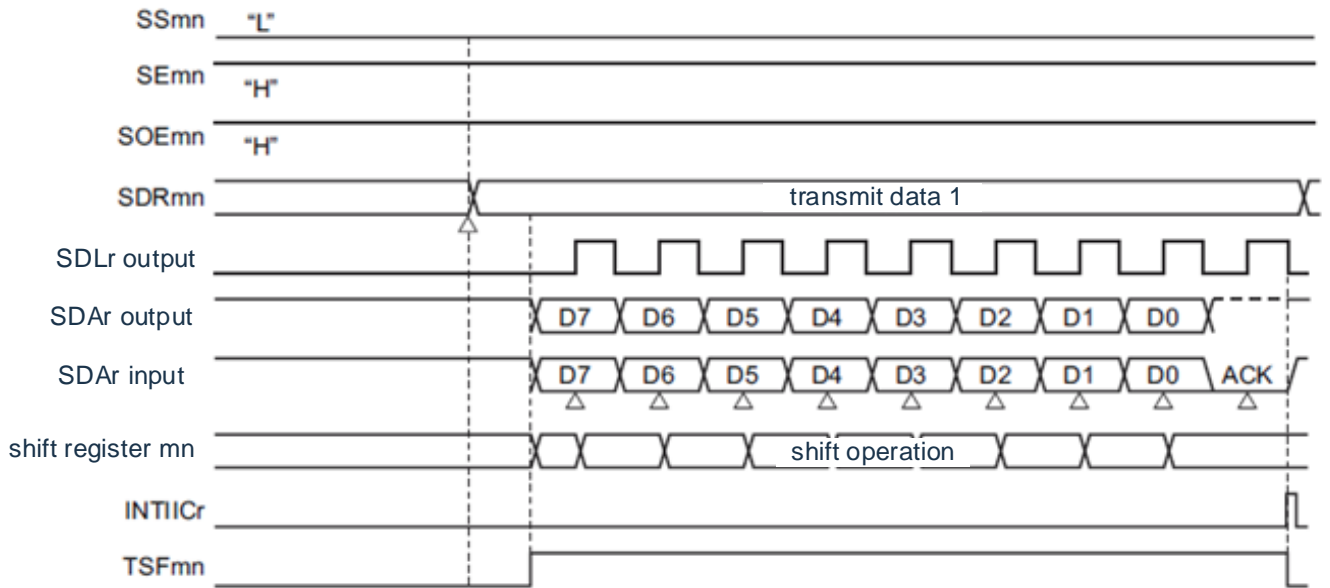 SSmn "L"
SEmn "H"
SOEmn "H"
SDRmn transmit data 1
SDLr output
SDAr output D7 D6 D5 D4 D3 D2 D1 D0
SDAr input D7 D6 D5 D4 D3 D2 D1 D0 ACK
shift register mn shift operation
INTIICr
TSFmn